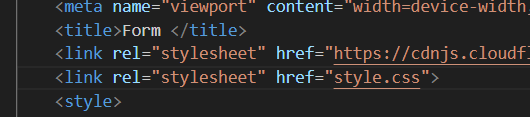 <meta name="viewport" content="width=device-width,
<title>Form </title>
<link rel="stylesheet" href="https://cdnjs.cloudfl
<link rel="stylesheet" href="style.css">
<style>